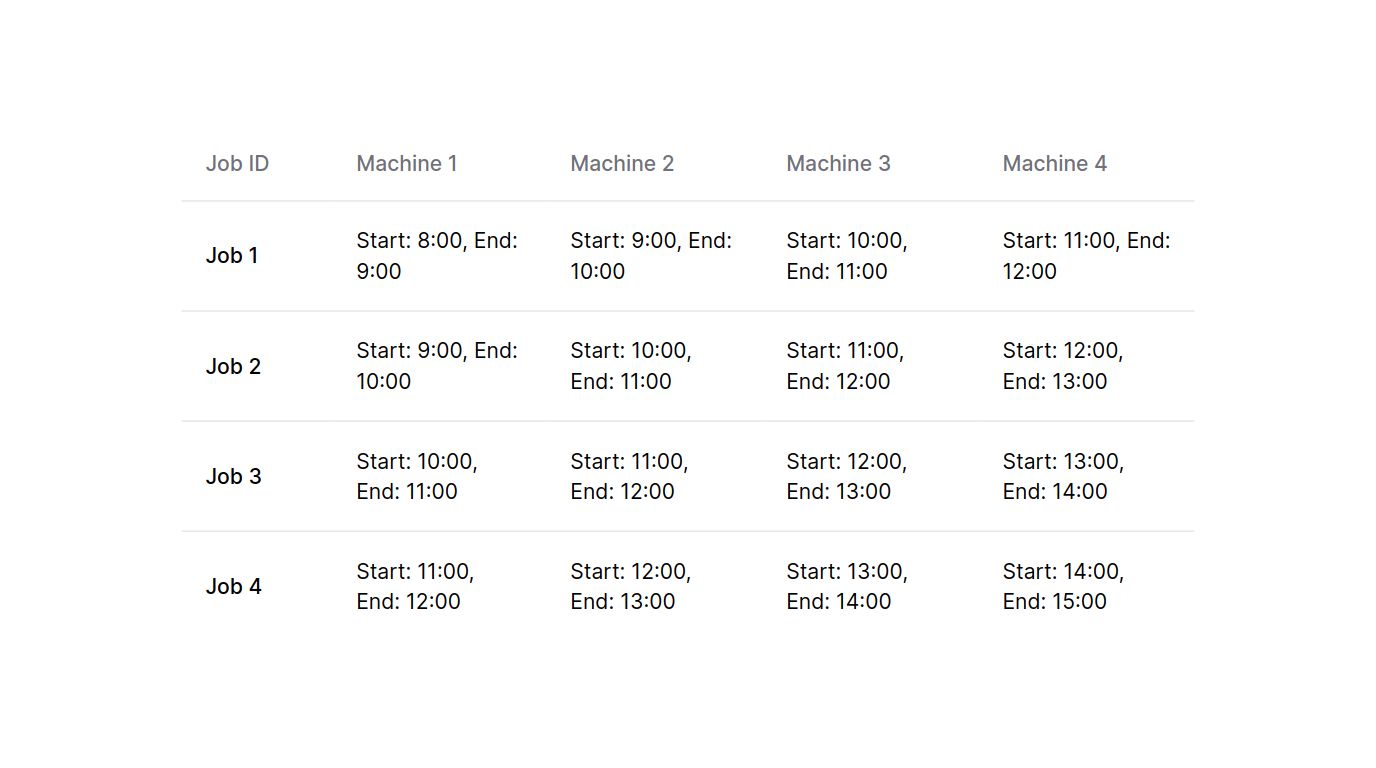 Job ID Machine 1 Machine 2 Machine 3 Machine 4
Job 1
Start: 8:00, End:
9:00
Start: 9:00, End:
10:00
Start: 10:00,
End: 11:00
Start: 11:00, End:
12:00
Job 2
Start: 9:00, End:
10:00
Start: 10:00,
End: 11:00
Start: 11:00,
End: 12:00
Start: 12:00,
End: 13:00
Job 3
Start: 10:00,
End: 11:00
Start: 11:00,
End: 12:00
Start: 12:00,
End: 13:00
Start: 13:00,
End: 14:00
Job 4
Start: 11:00,
End: 12:00
Start: 12:00,
End: 13:00
Start: 13:00,
End: 14:00
Start: 14:00,
End: 15:00